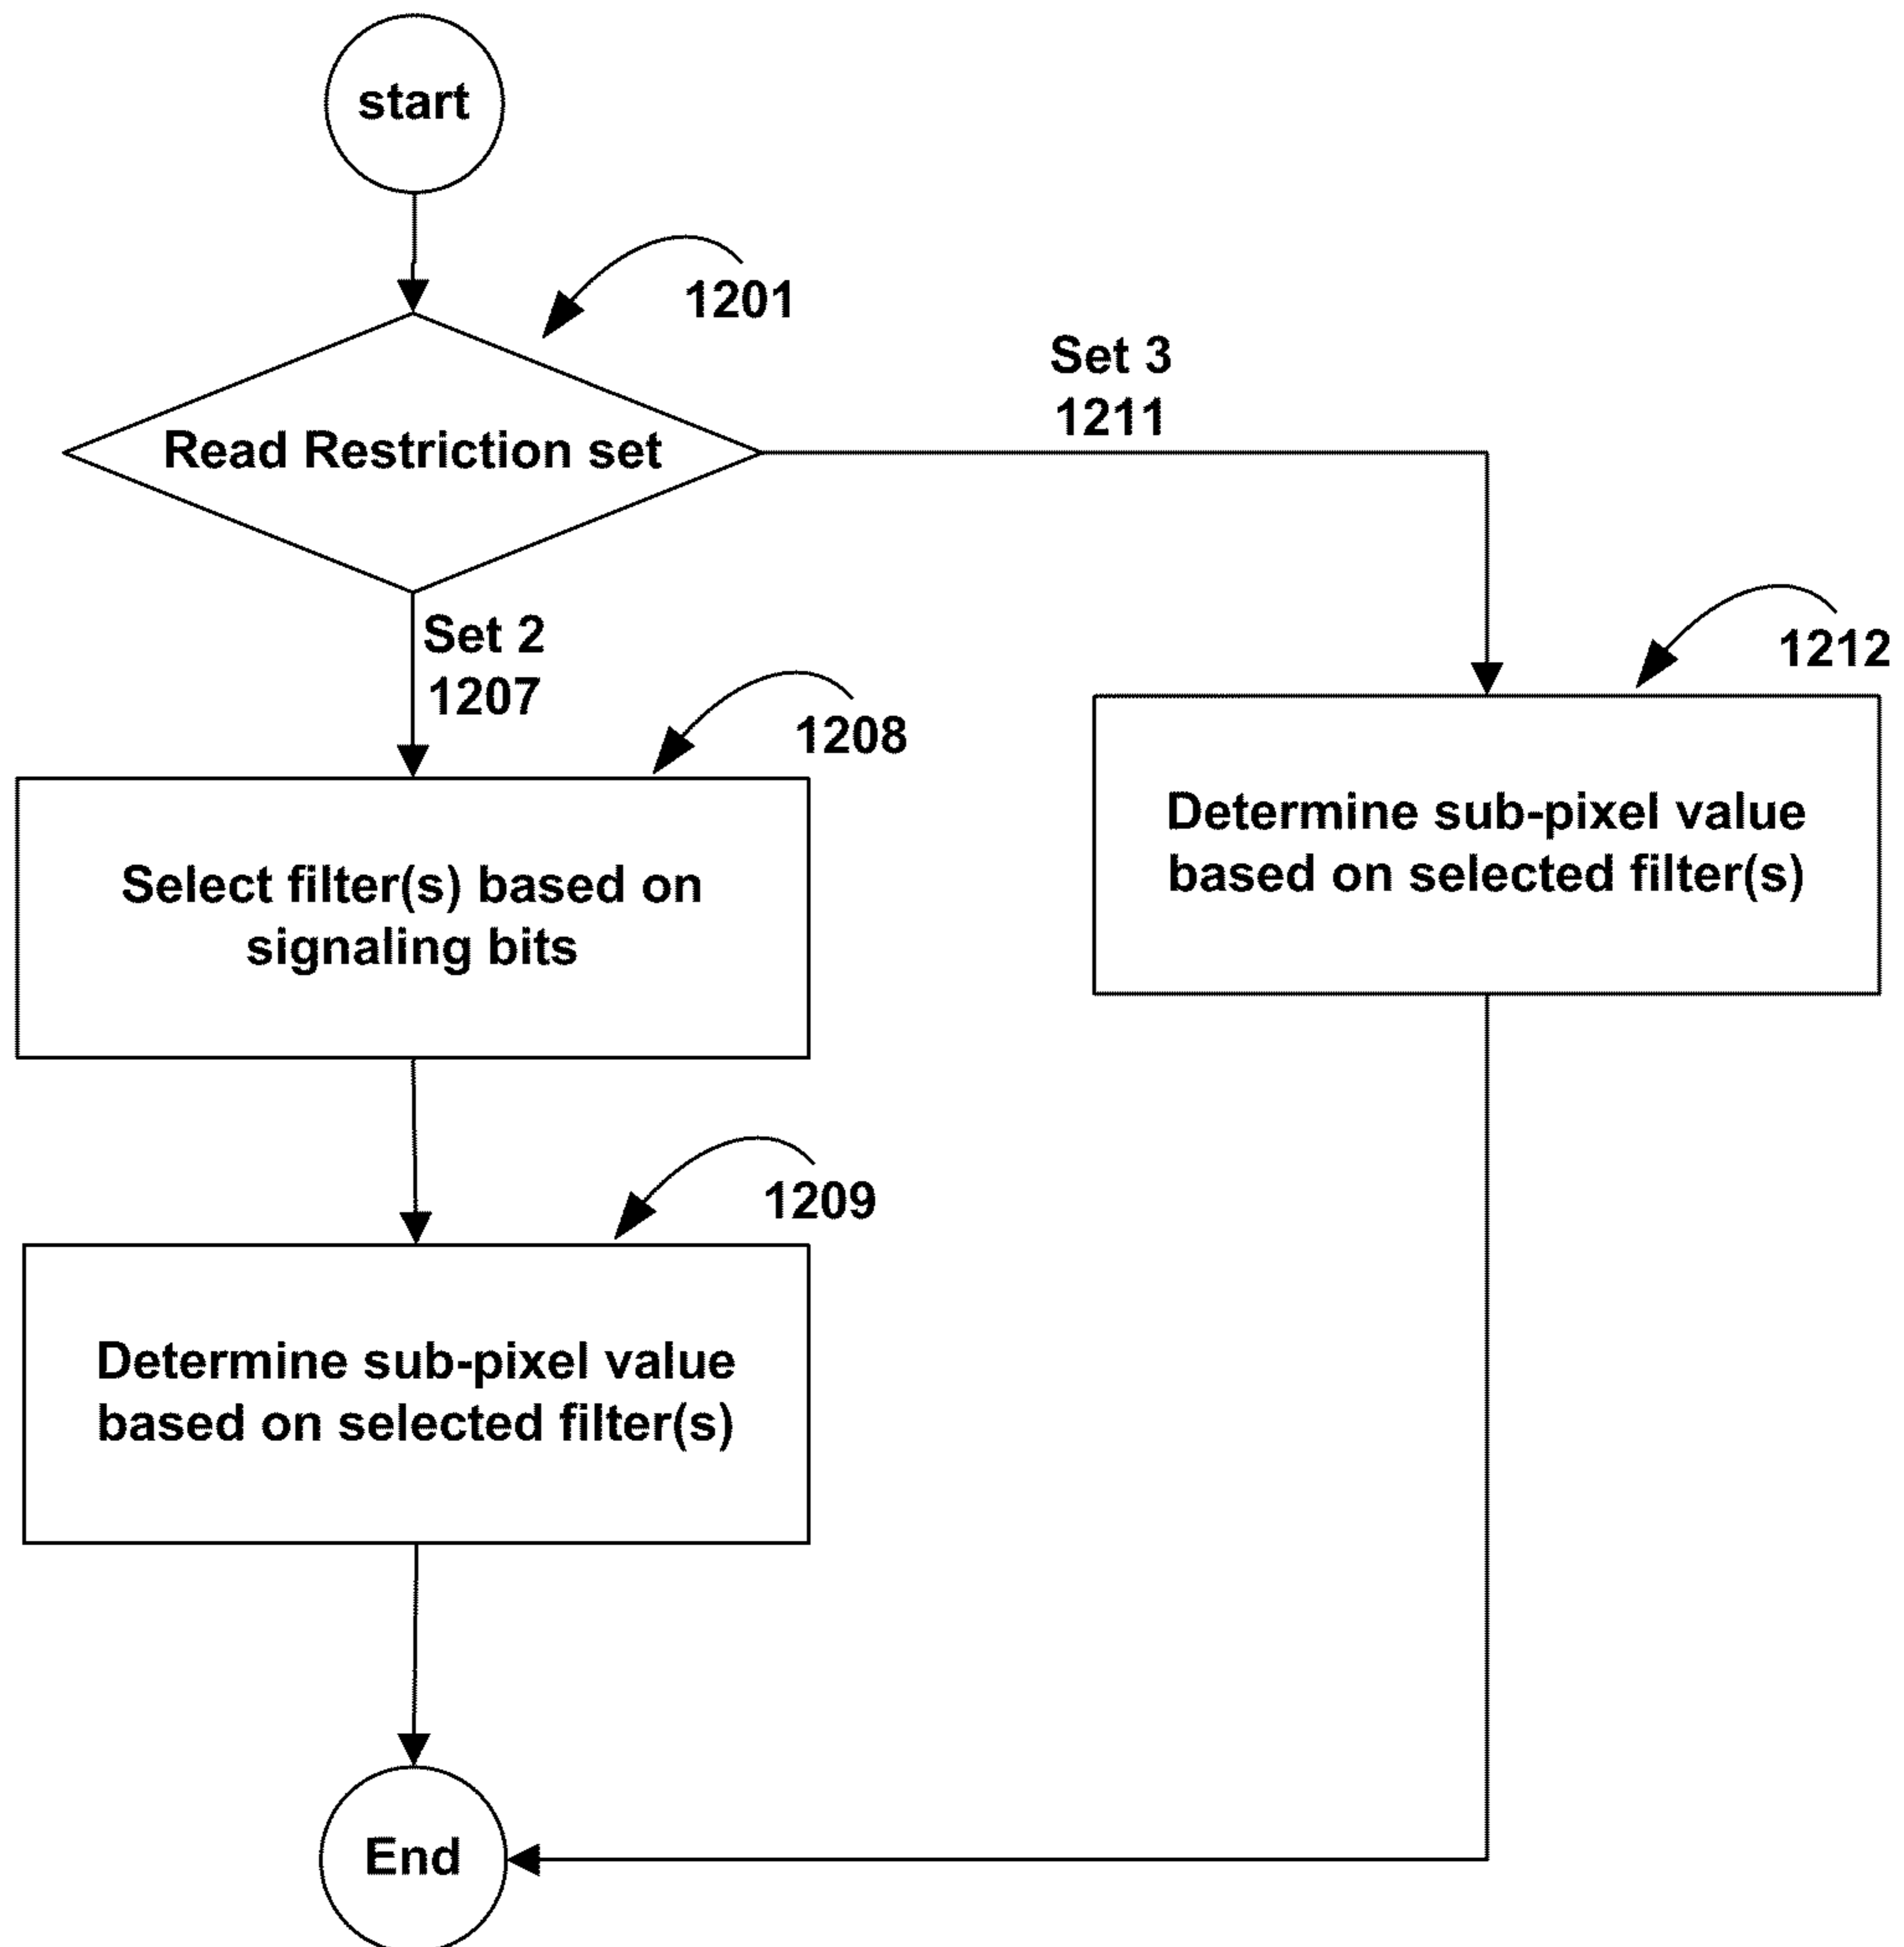 start
1201
Read Restriction set
Set 3
1211
Set 2
1207
1208
1212
Select filter(s) based on
signaling bits
Determine sub-pixel value
based on selected filter(s)
1209
Determine sub-pixel value
based on selected filter(s)
End